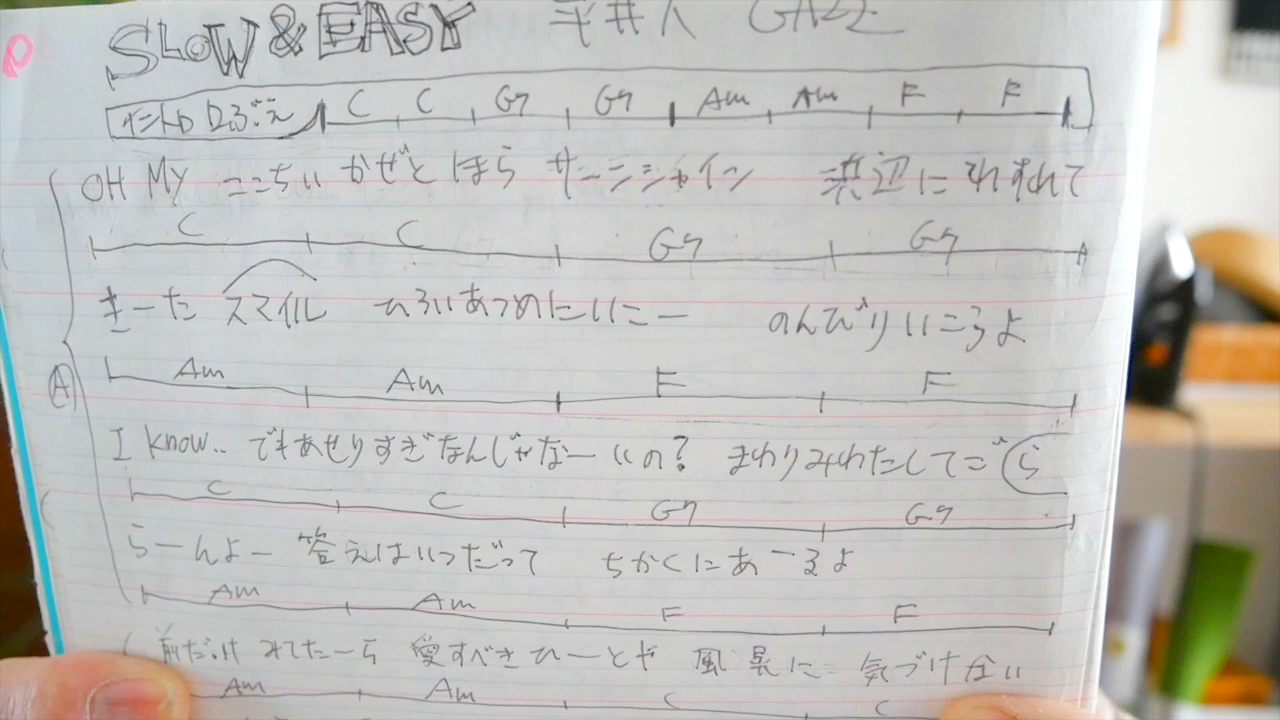 SLOW & EASY 平井大
イントロ 口ぶえ C C G7 G7 Am Am F F
OH MY ここちいい かぜと ほら サーンシャイン 浜辺に わすれて
C C G7 G7
きーた スマイル ひろいあつめにいこー のんびりいこうよ
Am Am F F
A
I know.. でもあせりすぎなんじゃなーいの? まわりみわたしてごら
C C G7 G7
らーんよー 答えはいつだって ちかくにあーるよ
Am Am F F
前だけ みてたーら 愛すべきひーとや 風景に 気づけない
Am Am C C